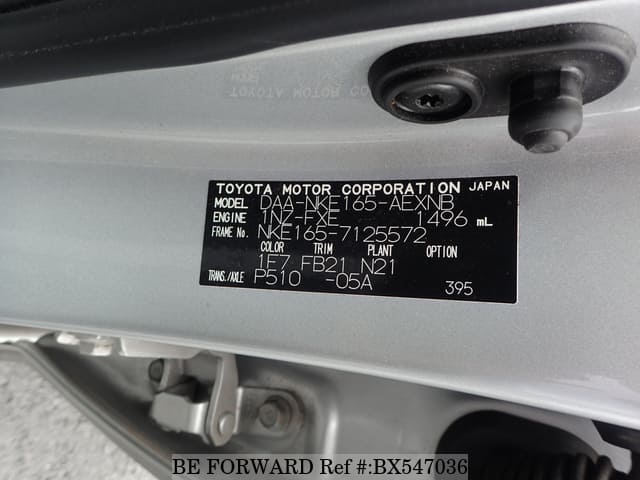 TOYOTA MOTOR CORPORATION JAPAN
MODEL DAA-NKE165-AEXNB
ENGINE 1NZ-FXE 1496 mL
FRAME No. NKE165-7125572
COLOR TRIM PLANT OPTION
1F7 FB21 N21
TRANS./AXLE P510 -05A 395
BE FORWARD Ref #:BX547036